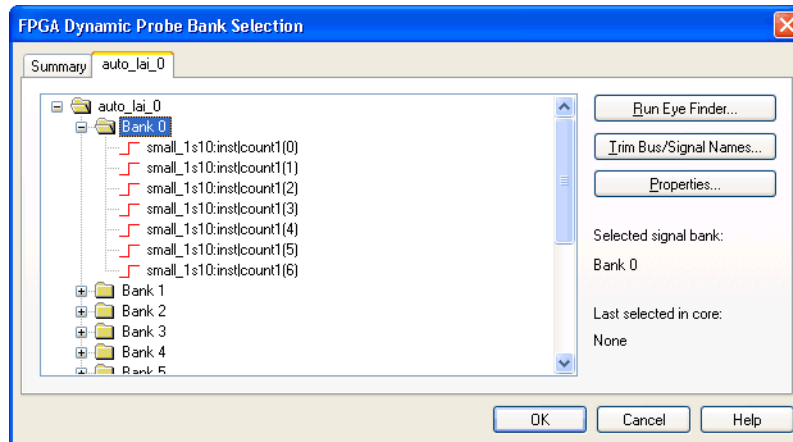 FPGA Dynamic Probe Bank Selection
Summary
auto_lai_0
auto_lai_0
Bank 0
small_1s10:inst|count1(0)
small_1s10:inst|count1(1)
small_1s10:inst|count1(2)
small_1s10:inst|count1(3)
small_1s10:inst|count1(4)
small_1s10:inst|count1(5)
small_1s10:inst|count1(6)
Bank 1
Bank 2
Bank 3
Bank 4
Bank 5
Run Eye Finder...
Trim Bus/Signal Names...
Properties...
Selected signal bank:
Bank 0
Last selected in core:
None
OK
Cancel
Help